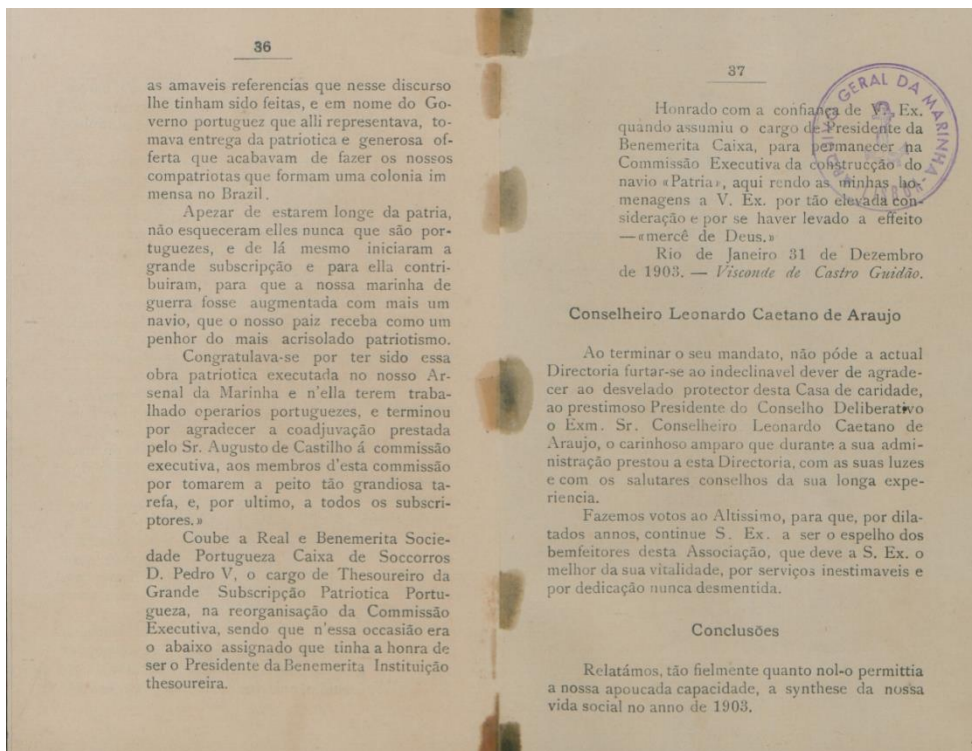 36
as amaveis referencias que nesse discurso
lhe tinham sido feitas, e em nome do Go-
verno portuguez que alli representava, to-
mava entrega da patriotica e generosa of-
ferta que acabavam de fazer os nossos
compatriotas que formam uma colonia im
mensa no Brazil.
Apezar de estarem longe da patria,
não esqueceram elles nunca que são por-
tuguezes, e de lá mesmo iniciaram a
grande subscripção e para ella contri-
buiram, para que a nossa marinha de
guerra fosse augmentada com mais um
navio, que o nosso paiz receba como um
penhor do mais acrisolado patriotismo.
Congratulava-se por ter sido essa
obra patriotica executada no nosso Ar-
senal da Marinha e n'ella terem traba-
lhado operarios portuguezes, e terminou
por agradecer a coadjuvação prestada
pelo Sr. Augusto de Castilho á commissão
executiva, aos membros d'esta commissão
por tomarem a peito tão grandiosa ta-
refa, e, por ultimo, a todos os subscri-
ptores.»
Coube a Real e Benemerita Socie-
dade Portugueza Caixa de Soccorros
D. Pedro V, o cargo de Thesoureiro da
Grande Subscripção Patriotica Portu-
gueza, na reorganisação da Commissão
Executiva, sendo que n'essa occasião era
o abaixo assignado que tinha a honra de
ser o Presidente da Benemerita Instituição
thesoureira.
37
Honrado com a confiança de V. Ex.
quando assumiu o cargo de Presidente da
Benemerita Caixa, para permanecer na
Commissão Executiva da construcção do
navio «Patria», aqui rendo as minhas ho-
menagens a V. Ex. por tão elevada con-
sideração e por se haver levado a effeito
—«mercê de Deus.»
Rio de Janeiro 31 de Dezembro
de 1903. — Visconde de Castro Guidão.
Conselheiro Leonardo Caetano de Araujo
Ao terminar o seu mandato, não póde a actual
Directoria furtar-se ao indeclinavel dever de agrade-
cer ao desvelado protector desta Casa de caridade,
ao prestimoso Presidente do Conselho Deliberativo
o Exm. Sr. Conselheiro Leonardo Caetano de
Araujo, o carinhoso amparo que durante a sua admi-
nistração prestou a esta Directoria, com as suas luzes
e com os salutares conselhos da sua longa expe-
riencia.
Fazemos votos ao Altissimo, para que, por dila-
tados annos, continue S. Ex. a ser o espelho dos
bemfeitores desta Associação, que deve a S. Ex. o
melhor da sua vitalidade, por serviços inestimaveis e
por dedicação nunca desmentida.
Conclusões
Relatámos, tão fielmente quanto nol-o permittia
a nossa apoucada capacidade, a synthese da nossa
vida social no anno de 1903.
ARQUIVO GERAL DA MARINHA
LISBOA